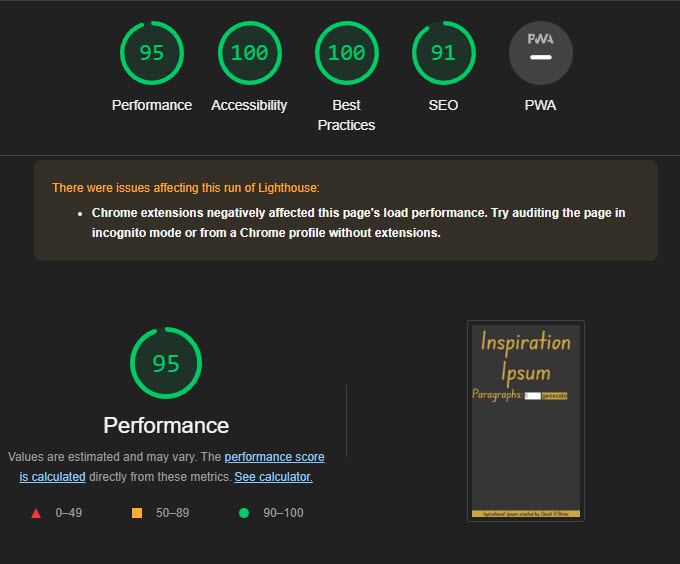 95 100 100 91 PWA
Performance Accessibility Best Practices SEO PWA
There were issues affecting this run of Lighthouse:
• Chrome extensions negatively affected this page's load performance. Try auditing the page in
incognito mode or from a Chrome profile without extensions.
95
Performance
Values are estimated and may vary. The performance score
is calculated directly from these metrics. See calculator.
0–49 50–89 90–100
Inspiration
Ipsum
Paragraphs: generate
Inspirational Ipsum created by David O'Brien